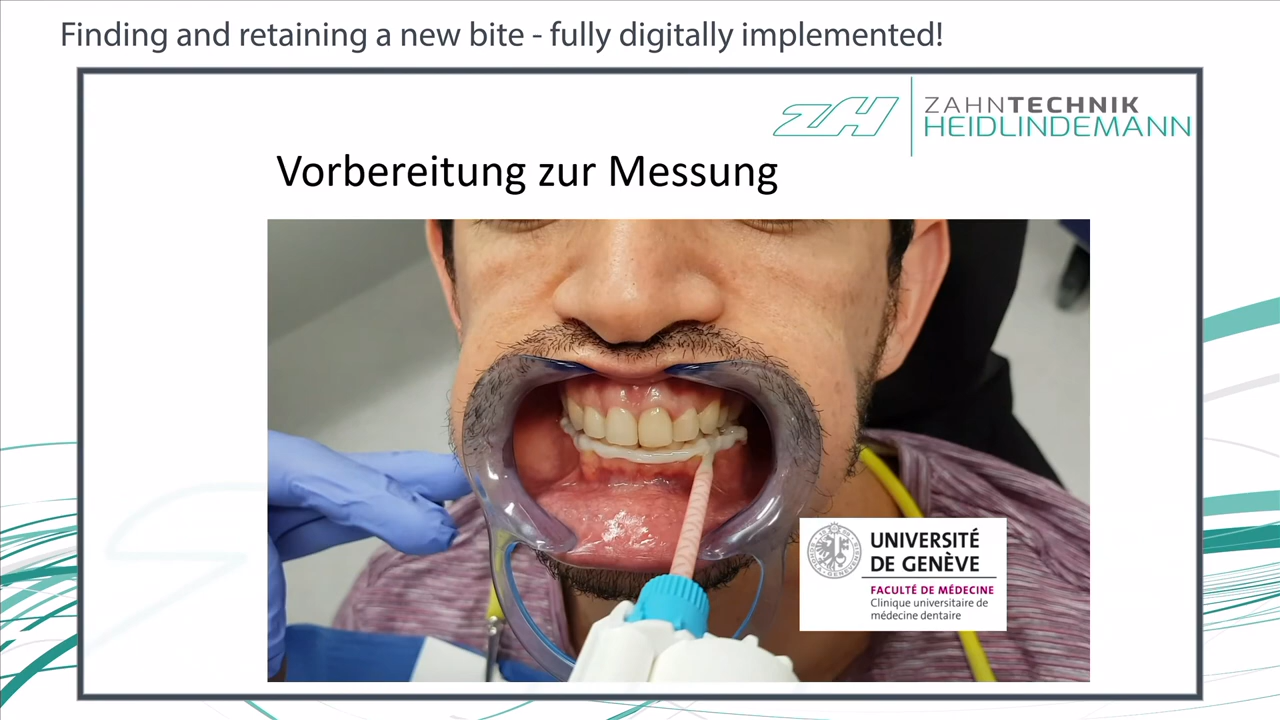 Finding and retaining a new bite - fully digitally implemented!
ZH
ZAHNTECHNIK
HEIDLINDEMANN
Vorbereitung zur Messung
UNIVERSITÉ
DE GENÈVE
FACULTÉ DE MÉDECINE
Clinique universitaire de
médecine dentaire